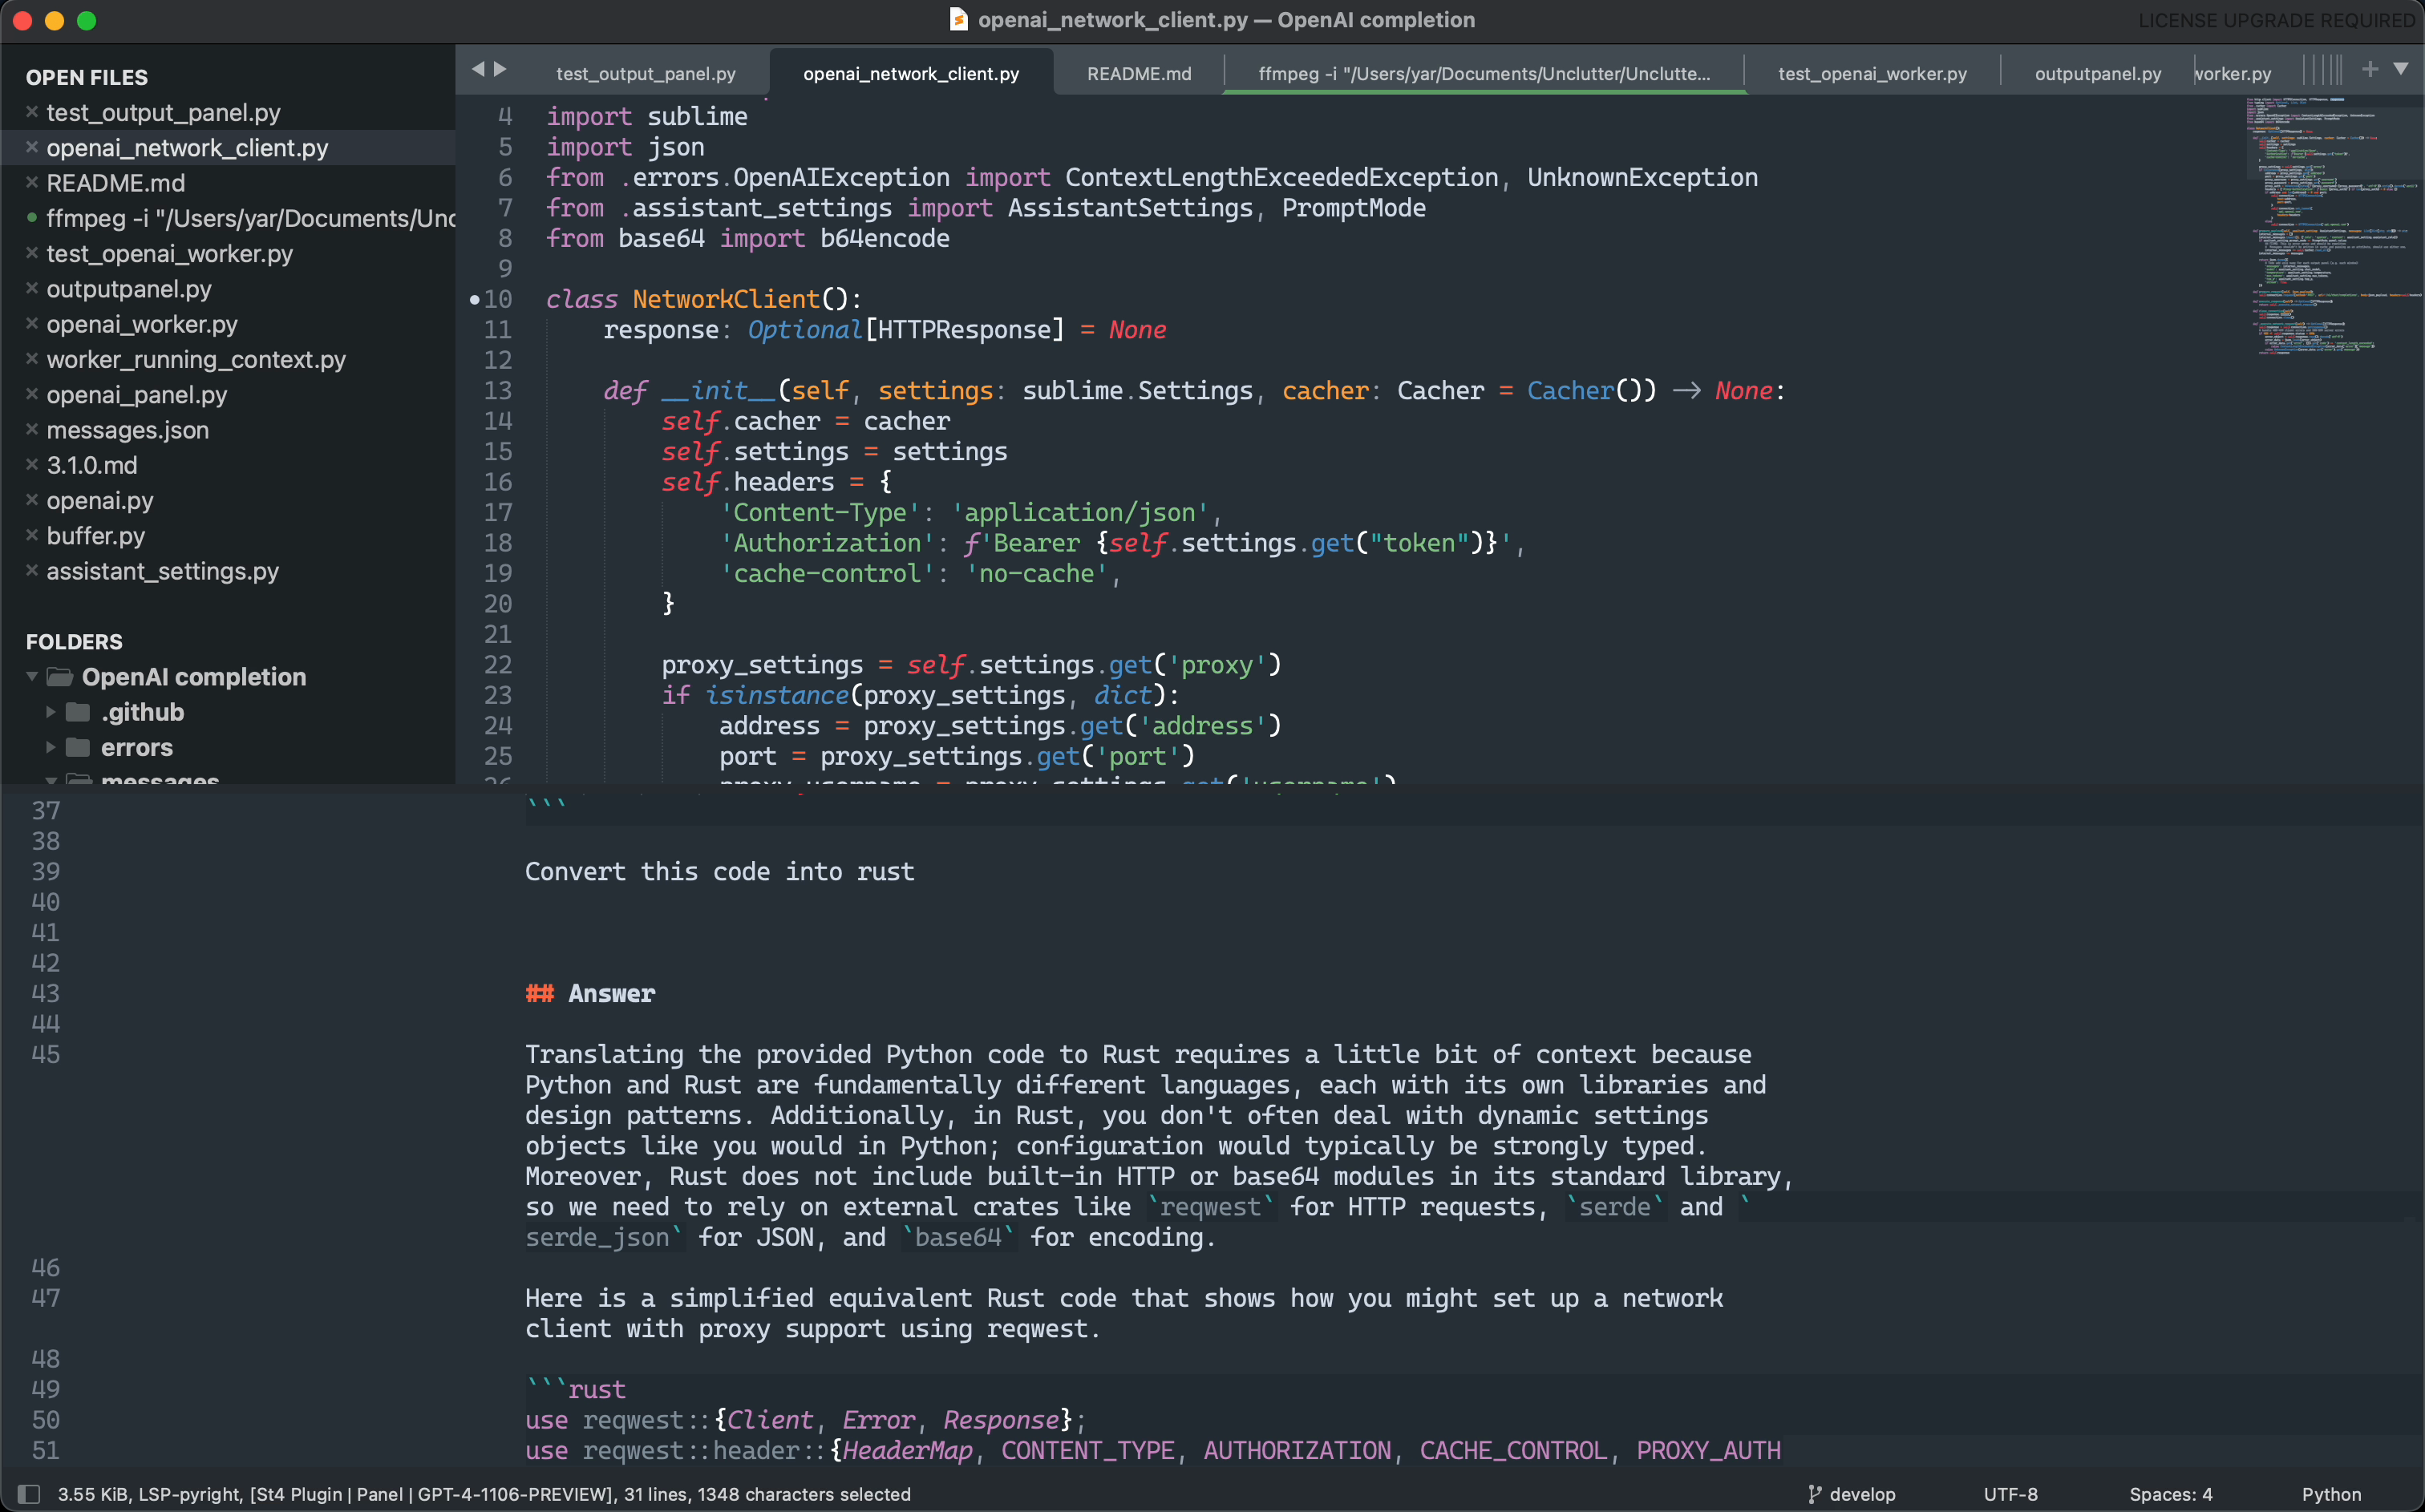 openai_network_client.py — OpenAI completion
LICENSE UPGRADE REQUIRED
OPEN FILES
test_output_panel.py
openai_network_client.py
README.md
ffmpeg -i "/Users/yar/Documents/Unc
test_openai_worker.py
outputpanel.py
openai_worker.py
worker_running_context.py
openai_panel.py
messages.json
3.1.0.md
openai.py
buffer.py
assistant_settings.py
FOLDERS
OpenAI completion
.github
errors
messages
test_output_panel.py
openai_network_client.py
README.md
ffmpeg -i "/Users/yar/Documents/Unclutter/Unclutte...
test_openai_worker.py
outputpanel.py
worker.py
4 import sublime
5 import json
6 from .errors.OpenAIException import ContextLengthExceededException, UnknownException
7 from .assistant_settings import AssistantSettings, PromptMode
8 from base64 import b64encode
9
10 class NetworkClient():
11 response: Optional[HTTPResponse] = None
12
13 def __init__(self, settings: sublime.Settings, cacher: Cacher = Cacher()) -> None:
14 self.cacher = cacher
15 self.settings = settings
16 self.headers = {
17 'Content-Type': 'application/json',
18 'Authorization': f'Bearer {self.settings.get("token")}',
19 'cache-control': 'no-cache',
20 }
21
22 proxy_settings = self.settings.get('proxy')
23 if isinstance(proxy_settings, dict):
24 address = proxy_settings.get('address')
25 port = proxy_settings.get('port')
26 proxy_username = proxy_settings.get('username')
37 ```
38
39 Convert this code into rust
40
41
42
43 ## Answer
44
45 Translating the provided Python code to Rust requires a little bit of context because
Python and Rust are fundamentally different languages, each with its own libraries and
design patterns. Additionally, in Rust, you don't often deal with dynamic settings
objects like you would in Python; configuration would typically be strongly typed.
Moreover, Rust does not include built-in HTTP or base64 modules in its standard library,
so we need to rely on external crates like `reqwest` for HTTP requests, `serde` and `
serde_json` for JSON, and `base64` for encoding.
46
47 Here is a simplified equivalent Rust code that shows how you might set up a network
client with proxy support using reqwest.
48
49 ```rust
50 use reqwest::{Client, Error, Response};
51 use reqwest::header::{HeaderMap, CONTENT_TYPE, AUTHORIZATION, CACHE_CONTROL, PROXY_AUTH
3.55 KiB, LSP-pyright, [St4 Plugin | Panel | GPT-4-1106-PREVIEW], 31 lines, 1348 characters selected
develop
UTF-8
Spaces: 4
Python